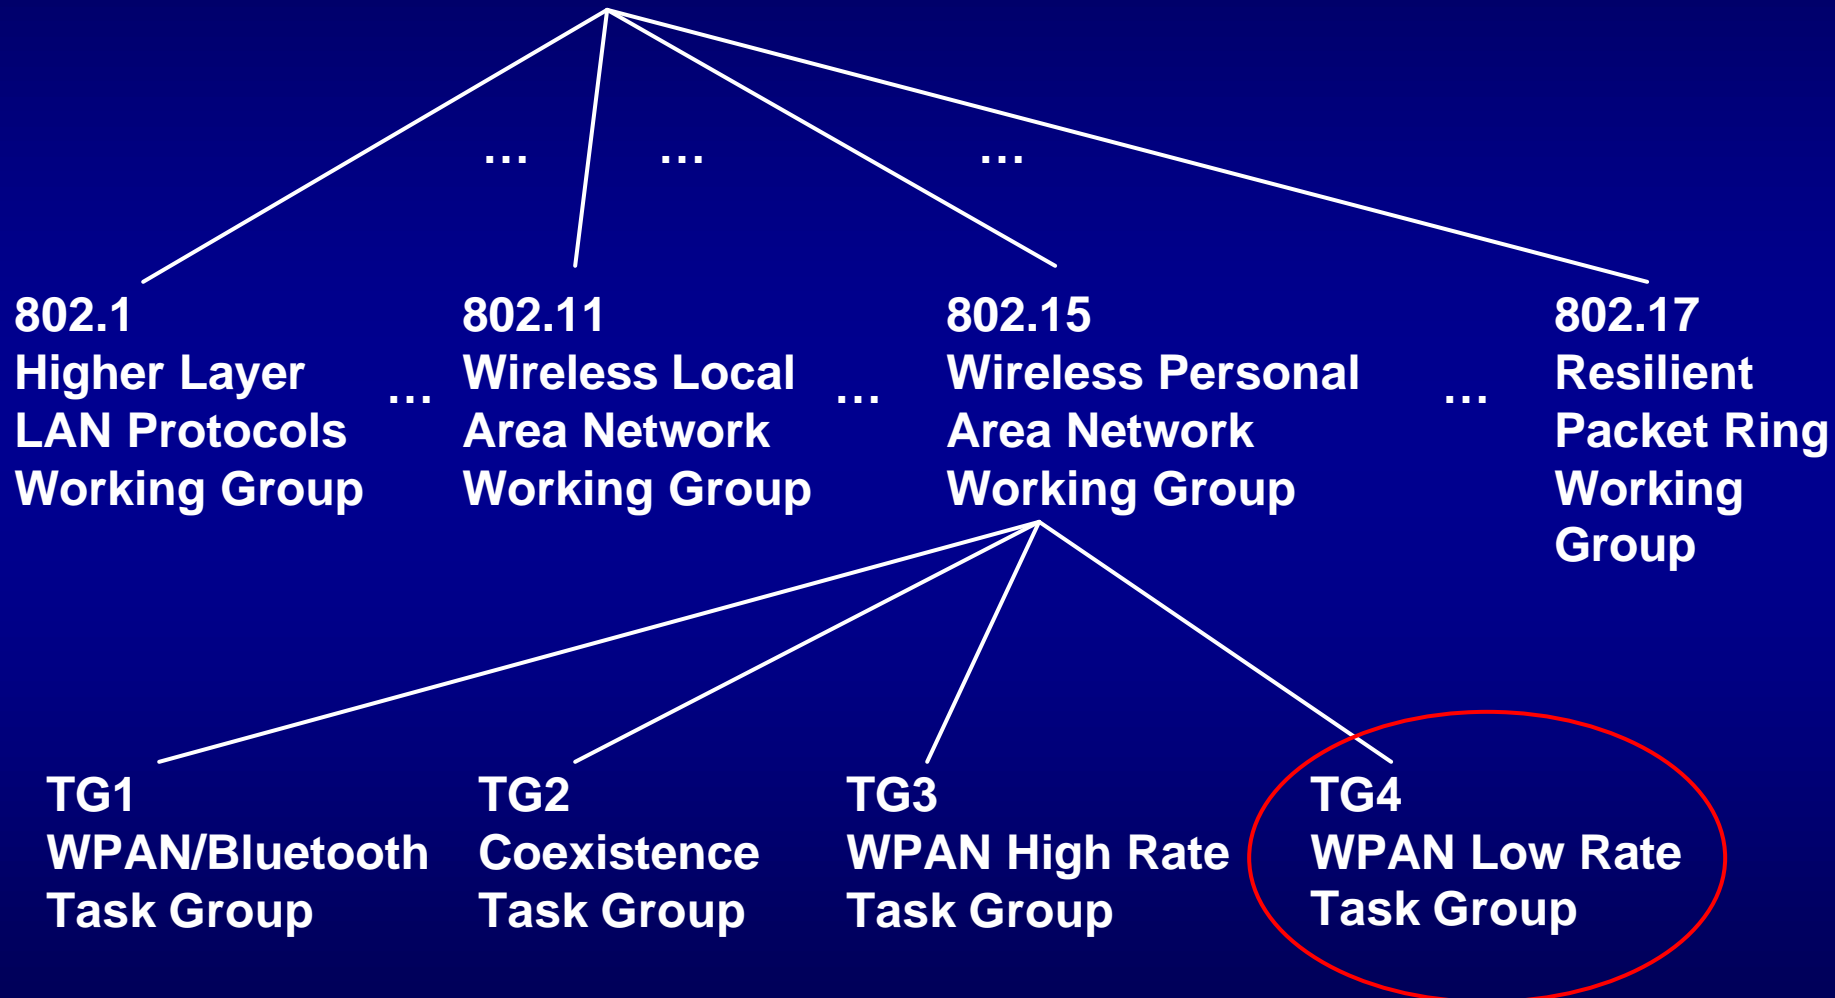 … … …
802.1
Higher Layer
LAN Protocols
Working Group
…
802.11
Wireless Local
Area Network
Working Group
…
802.15
Wireless Personal
Area Network
Working Group
…
802.17
Resilient
Packet Ring
Working
Group
TG1
WPAN/Bluetooth
Task Group
TG2
Coexistence
Task Group
TG3
WPAN High Rate
Task Group
TG4
WPAN Low Rate
Task Group